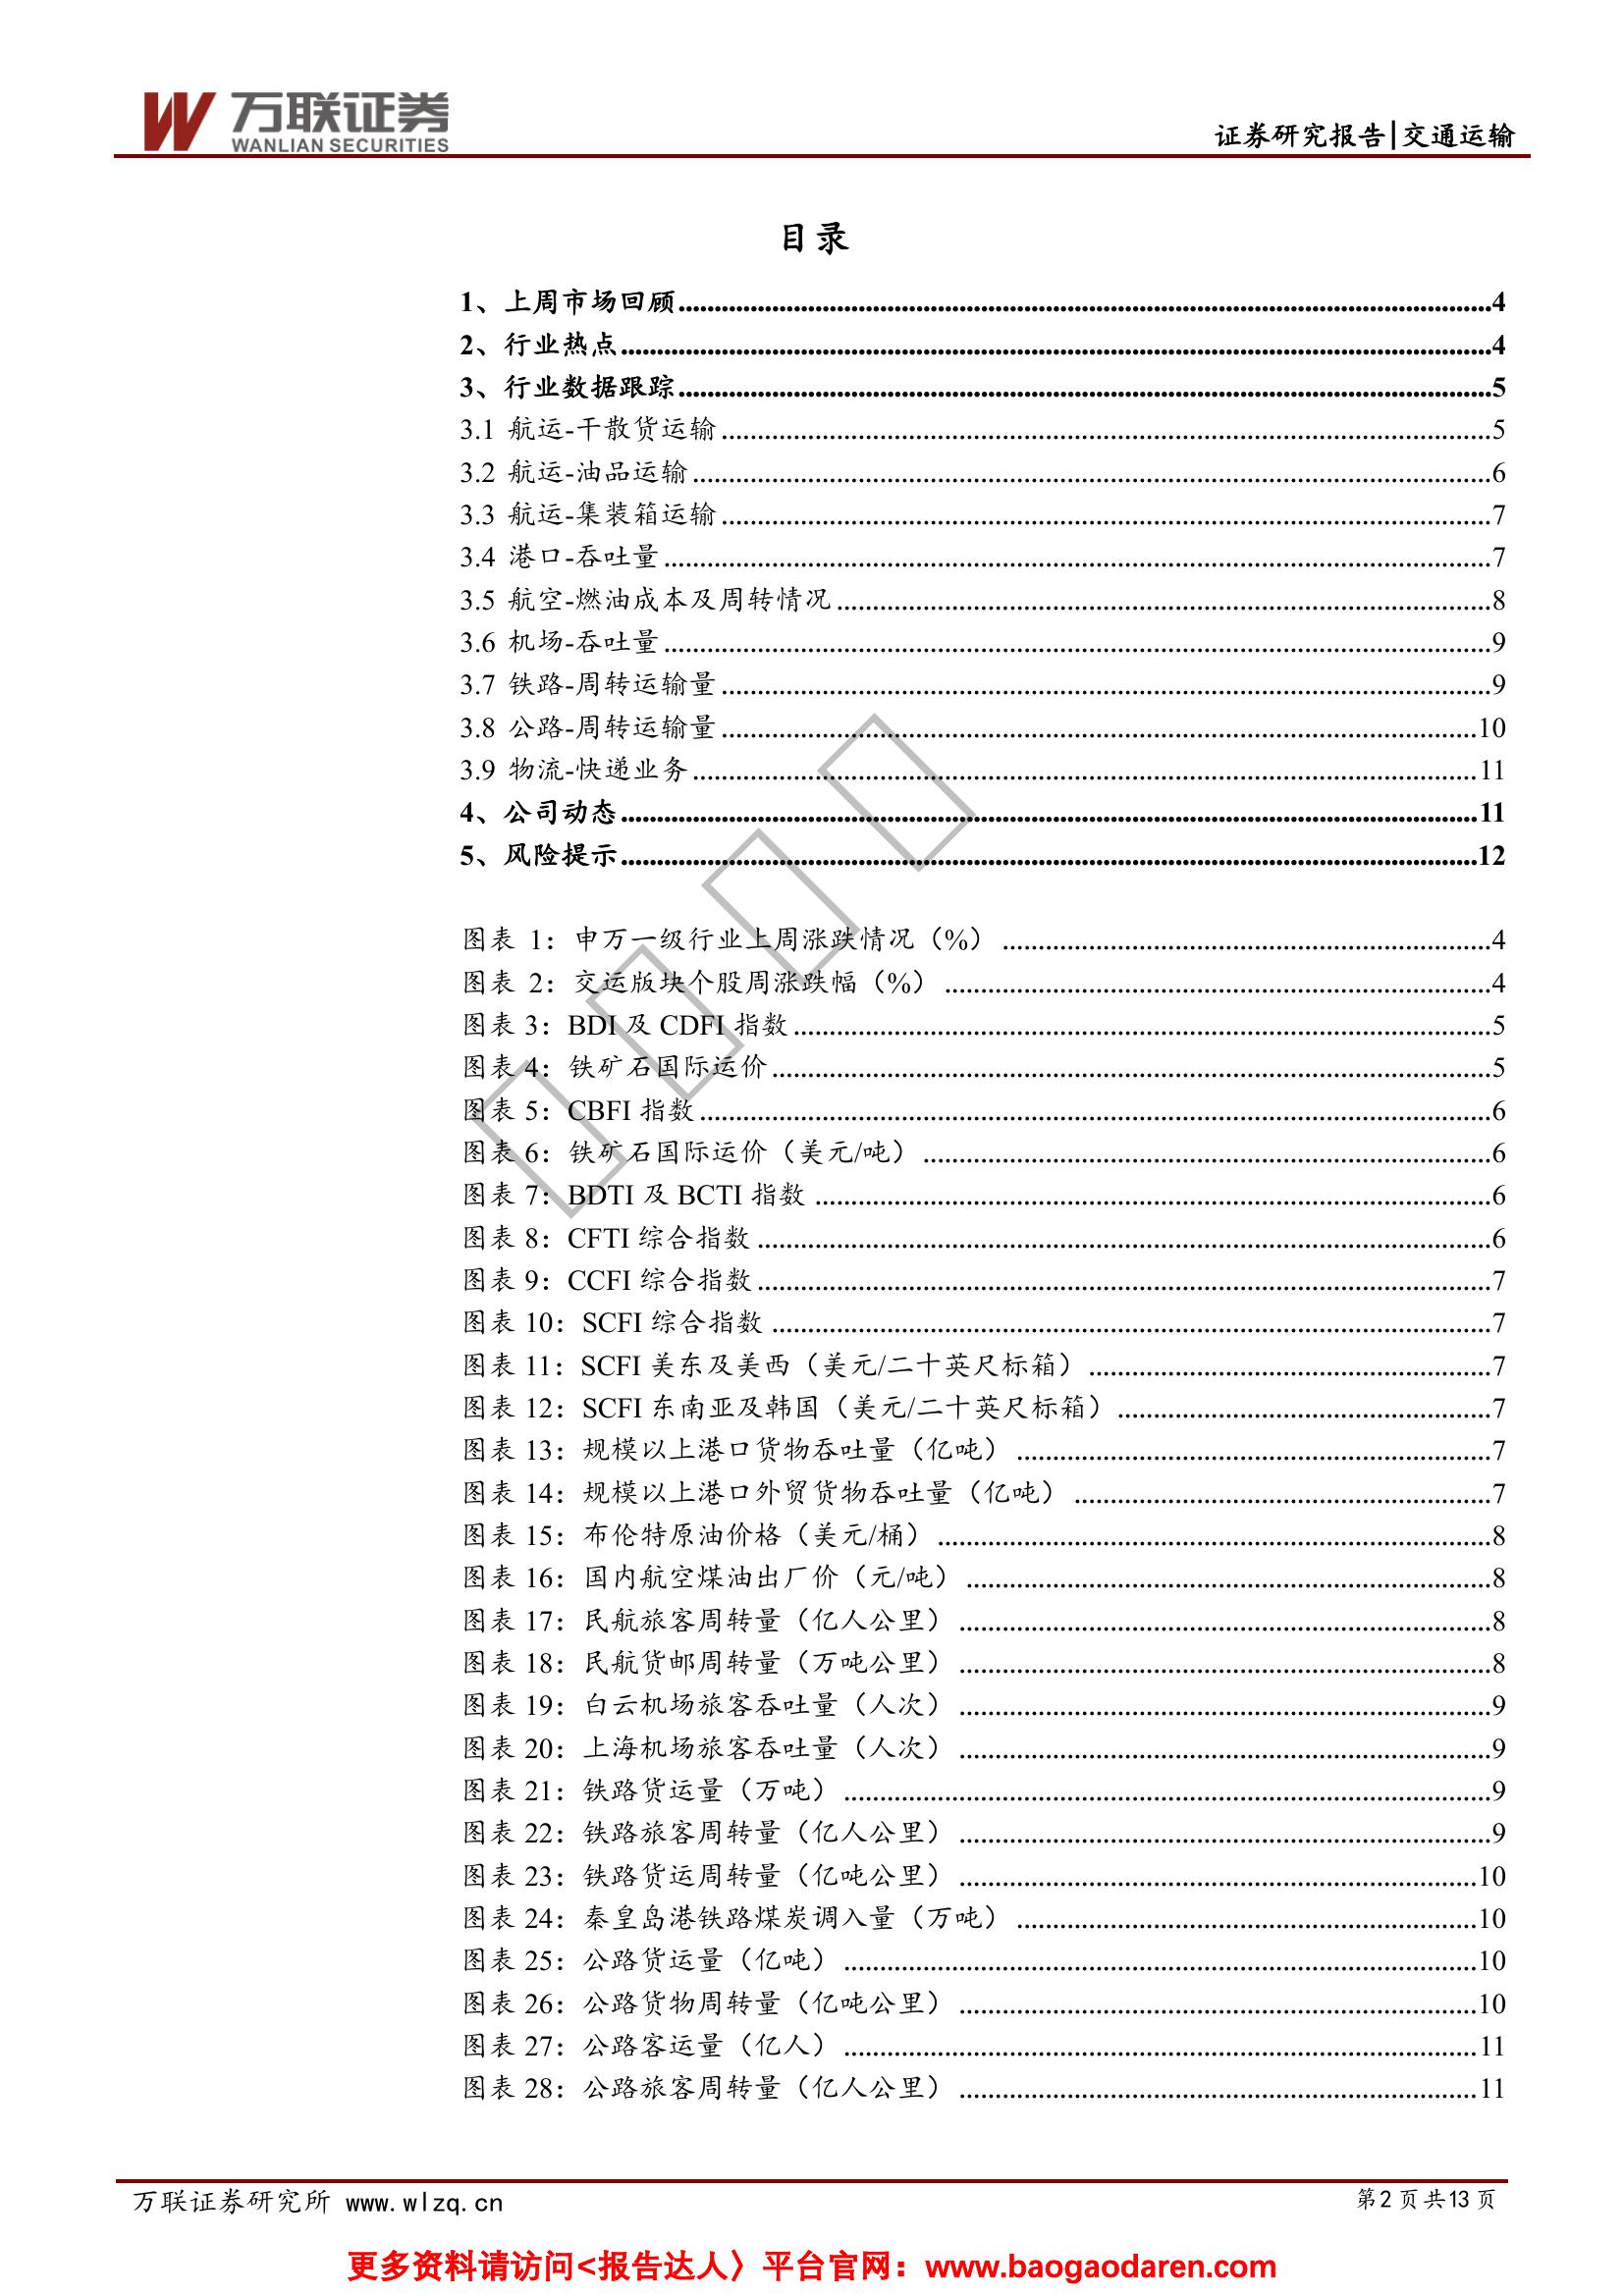 万联证券
WANLIAN SECURITIES
证券研究报告|交通运输
目录
1、上周市场回顾......4
2、行业热点......4
3、行业数据跟踪......5
3.1 航运-干散货运输......5
3.2 航运-油品运输......6
3.3 航运-集装箱运输......7
3.4 港口-吞吐量......7
3.5 航空-燃油成本及周转情况......8
3.6 机场-吞吐量......9
3.7 铁路-周转运输量......9
3.8 公路-周转运输量......10
3.9 物流-快递业务......11
4、公司动态......11
5、风险提示......12
图表 1：申万一级行业上周涨跌情况（%）......4
图表 2：交运版块个股周涨跌幅（%）......4
图表 3：BDI 及 CDFI 指数......5
图表 4：铁矿石国际运价......5
图表 5：CBFI 指数......6
图表 6：铁矿石国际运价（美元/吨）......6
图表 7：BDTI 及 BCTI 指数......6
图表 8：CFTI 综合指数......6
图表 9：CCFI 综合指数......7
图表 10：SCFI 综合指数......7
图表 11：SCFI 美东及美西（美元/二十英尺标箱）......7
图表 12：SCFI 东南亚及韩国（美元/二十英尺标箱）......7
图表 13：规模以上港口货物吞吐量（亿吨）......7
图表 14：规模以上港口外贸货物吞吐量（亿吨）......7
图表 15：布伦特原油价格（美元/桶）......8
图表 16：国内航空煤油出厂价（元/吨）......8
图表 17：民航旅客周转量（亿人公里）......8
图表 18：民航货邮周转量（万吨公里）......8
图表 19：白云机场旅客吞吐量（人次）......9
图表 20：上海机场旅客吞吐量（人次）......9
图表 21：铁路货运量（万吨）......9
图表 22：铁路旅客周转量（亿人公里）......9
图表 23：铁路货运周转量（亿吨公里）......10
图表 24：秦皇岛港铁路煤炭调入量（万吨）......10
图表 25：公路货运量（亿吨）......10
图表 26：公路货物周转量（亿吨公里）......10
图表 27：公路客运量（亿人）......11
图表 28：公路旅客周转量（亿人公里）......11
万联证券研究所 www.wlzq.cn
第2页共13页
更多资料请访问<报告达人〉平台官网：www.baogaodaren.com